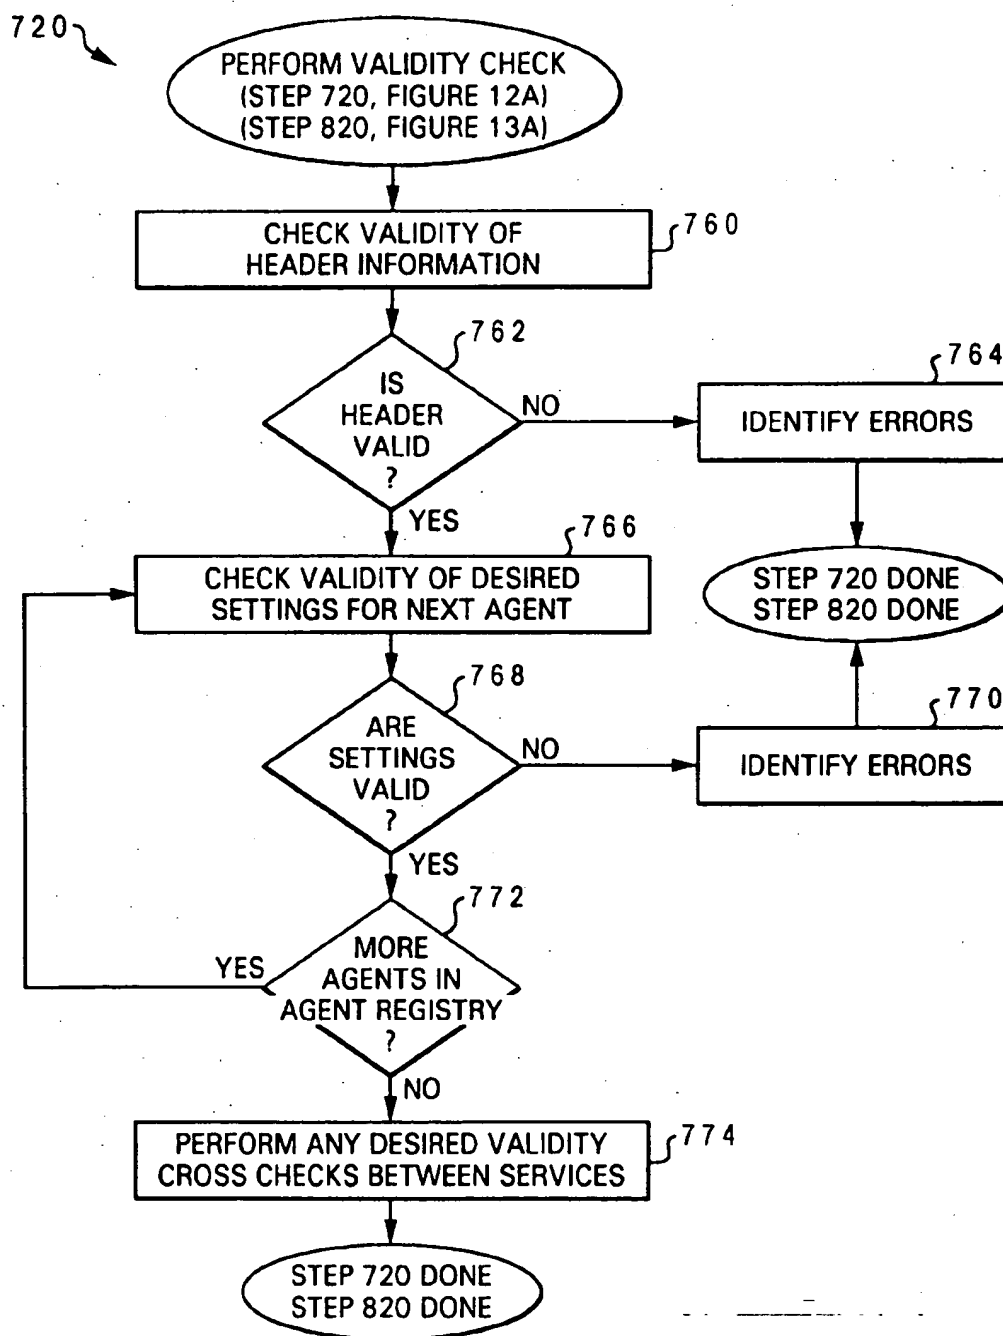 720
PERFORM VALIDITY CHECK
(STEP 720, FIGURE 12A)
(STEP 820, FIGURE 13A)
CHECK VALIDITY OF
HEADER INFORMATION
760
762
IS
HEADER
VALID
?
NO
764
IDENTIFY ERRORS
YES
766
CHECK VALIDITY OF DESIRED
SETTINGS FOR NEXT AGENT
STEP 720 DONE
STEP 820 DONE
768
ARE
SETTINGS
VALID
?
NO
770
IDENTIFY ERRORS
YES
772
MORE
AGENTS IN
AGENT REGISTRY
?
YES
NO
PERFORM ANY DESIRED VALIDITY
CROSS CHECKS BETWEEN SERVICES
774
STEP 720 DONE
STEP 820 DONE